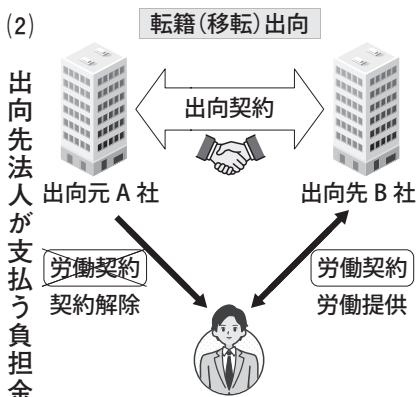 (2)
出向先法人が支払う負担金
転籍(移転)出向
出向契約
出向元 A 社
出向先 B 社
労働契約
契約解除
労働契約
労働提供